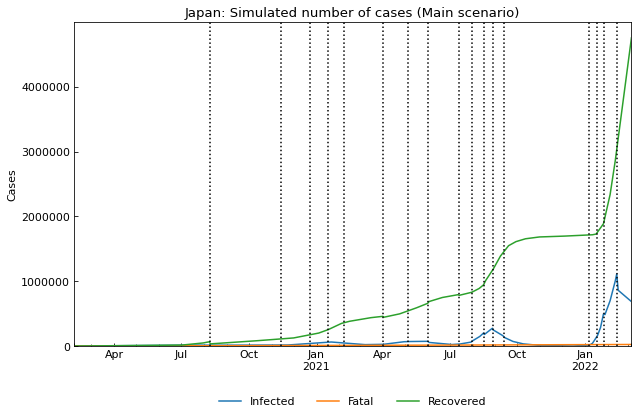 Japan: Simulated number of cases (Main scenario)
Cases
4000000
3000000
2000000
1000000
0
Apr Jul Oct Jan Apr Jul Oct Jan
2021 2022
Infected Fatal Recovered